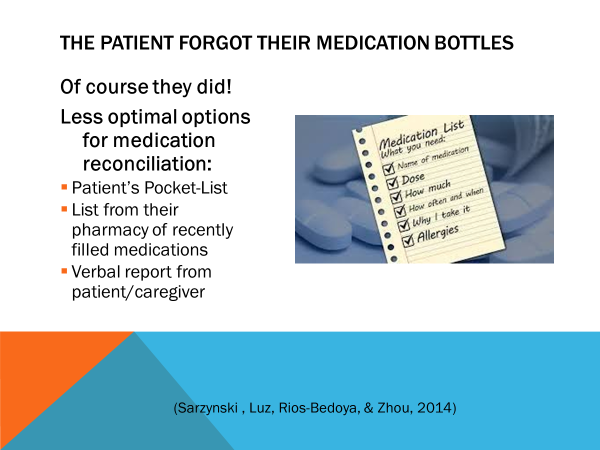 THE PATIENT FORGOT THEIR MEDICATION BOTTLES
Of course they did!
Less optimal options
for medication
reconciliation:
Patient’s Pocket-List
List from their
pharmacy of recently
filled medications
Verbal report from
patient/caregiver
Medication List
What you need:
Name of medication
Dose
How much
How often and when
Why I take it
Allergies
(Sarzynski , Luz, Rios-Bedoya, & Zhou, 2014)